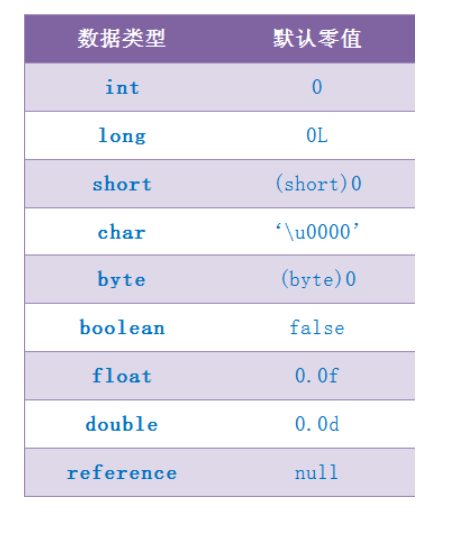 数据类型 默认零值
int 0
long 0L
short (short)0
char ‘\u0000’
byte (byte)0
boolean false
float 0.0f
double 0.0d
reference null